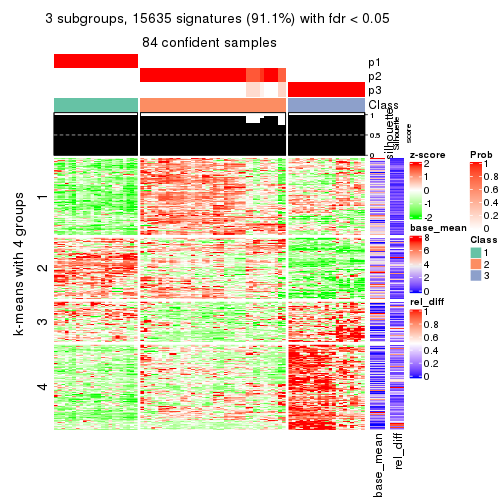 3 subgroups, 15635 signatures (91.1%) with fdr < 0.05
84 confident samples
p1
p2
p3
Class
1
0.5
0
silhouette
Silhouette
score
k-means with 4 groups
1
2
3
4
base_mean
rel_diff
z-score
2
1
0
-1
-2
base_mean
8
6
4
2
0
rel_diff
1
0.8
0.6
0.4
0.2
0
Prob
1
0.8
0.6
0.4
0.2
0
Class
1
2
3